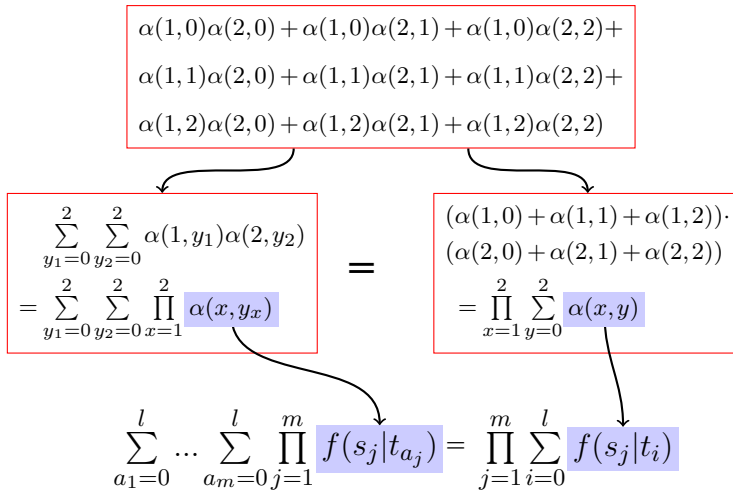 α(1,0)α(2,0) + α(1,0)α(2,1) + α(1,0)α(2,2)+
α(1,1)α(2,0) + α(1,1)α(2,1) + α(1,1)α(2,2)+
α(1,2)α(2,0) + α(1,2)α(2,1) + α(1,2)α(2,2)
∑_{y_1=0}^{2} ∑_{y_2=0}^{2} α(1,y_1)α(2,y_2)
= ∑_{y_1=0}^{2} ∑_{y_2=0}^{2} ∏_{x=1}^{2} α(x,y_x)
=
(α(1,0) + α(1,1) + α(1,2))·
(α(2,0) + α(2,1) + α(2,2))
= ∏_{x=1}^{2} ∑_{y=0}^{2} α(x,y)
∑_{a_1=0}^{l} ... ∑_{a_m=0}^{l} ∏_{j=1}^{m} f(s_j|t_{a_j}) = ∏_{j=1}^{m} ∑_{i=0}^{l} f(s_j|t_i)